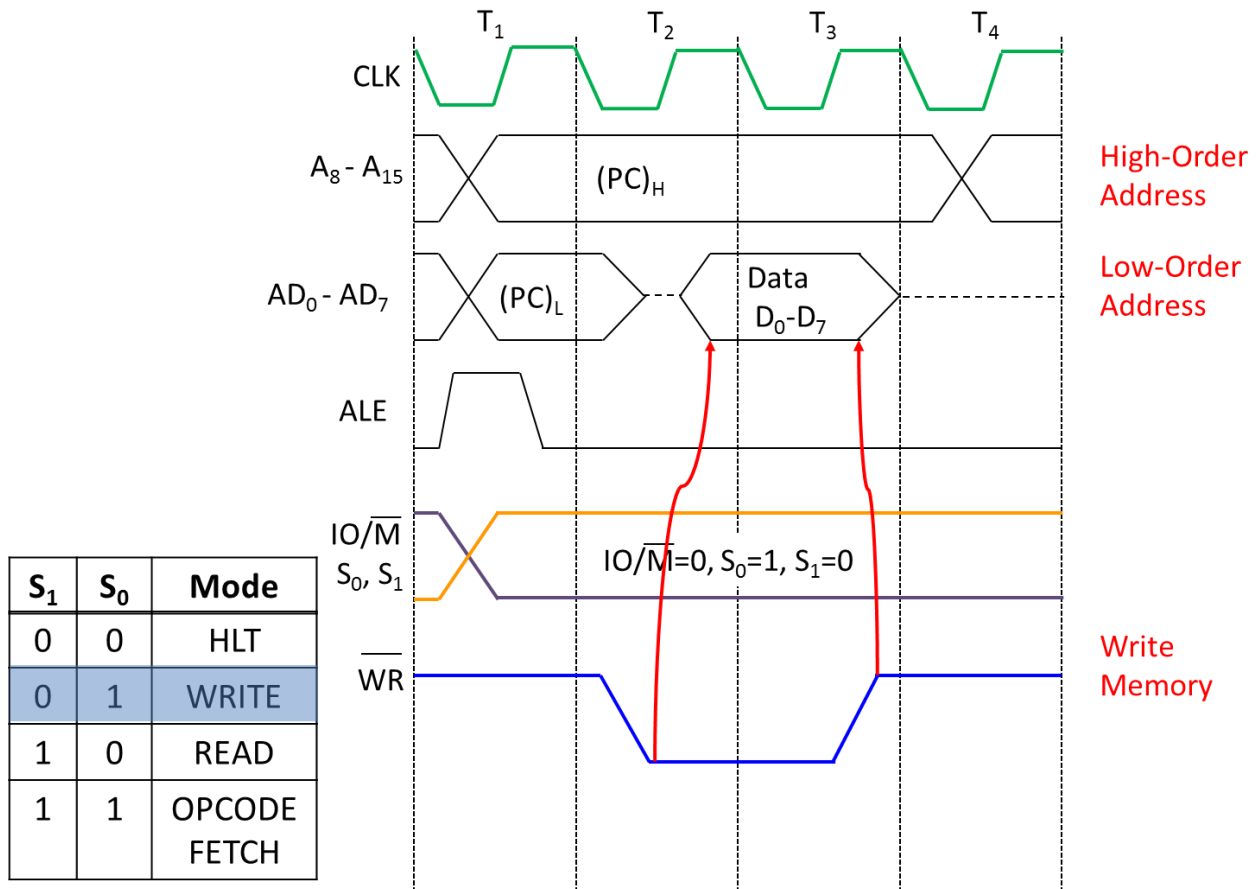 T₁ T₂ T₃ T₄
CLK
A₈ - A₁₅
(PC)H
High-Order
Address
AD₀ - AD₇
(PC)L
Data
D₀-D₇
Low-Order
Address
ALE
IO/M̅
S₀, S₁
IO/M̅=0, S₀=1, S₁=0
S₁ S₀ Mode
0 0 HLT
0 1 WRITE
1 0 READ
1 1 OPCODE
FETCH
W̅R̅
Write
Memory